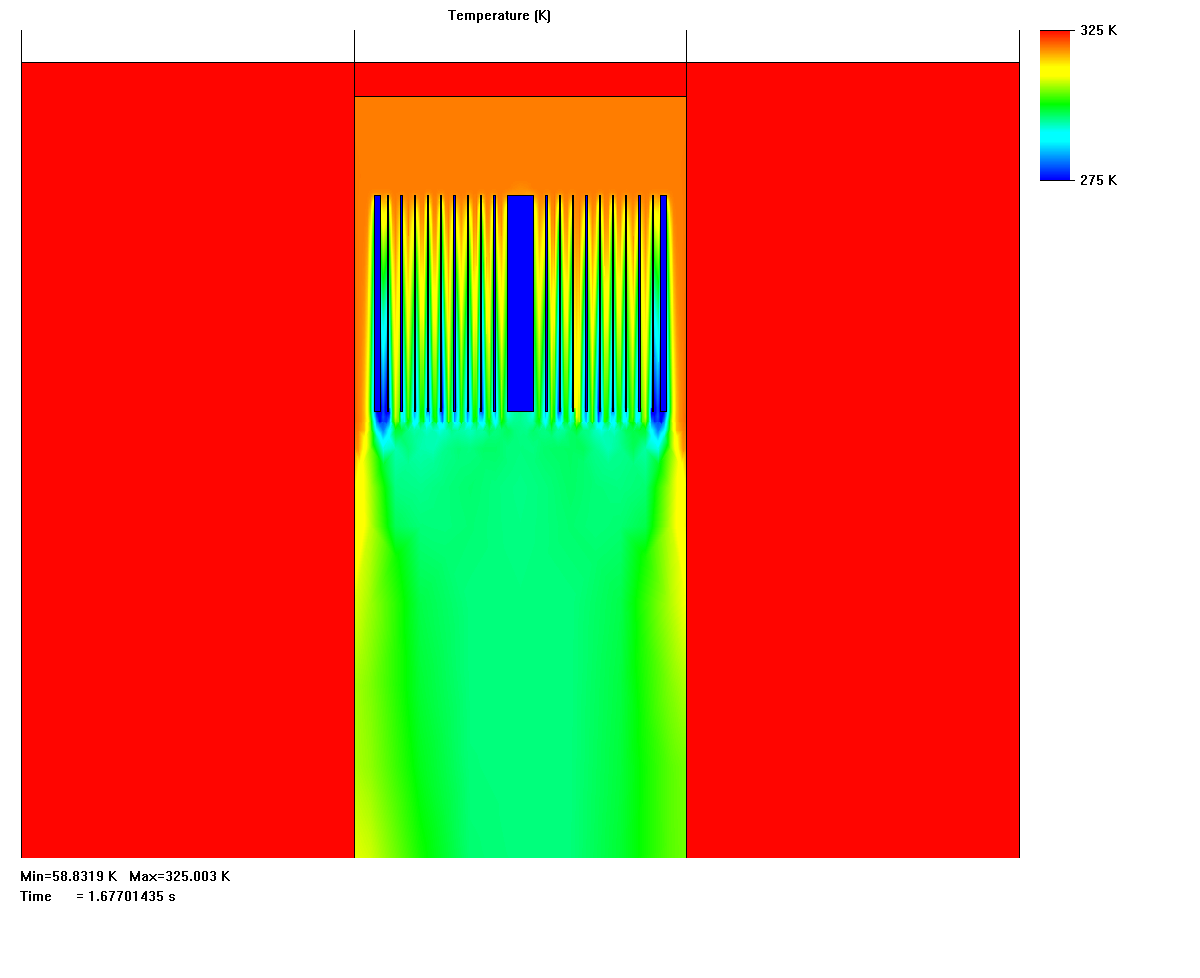 Temperature (K)
325 K
275 K
Min=58.8319 K Max=325.003 K
Time = 1.67701435 s